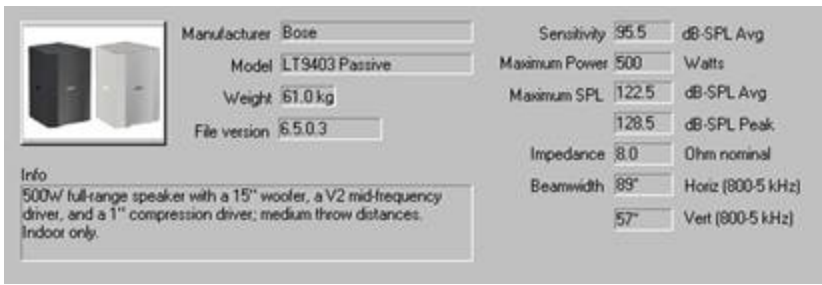 Manufacturer Bose
Model LT9403 Passive
Weight 61.0 kg
File version 6.5.0.3
Info
500W full-range speaker with a 15" woofer, a V2 mid-frequency
driver, and a 1" compression driver; medium throw distances.
Indoor only.
Sensitivity 95.5 dB-SPL Avg
Maximum Power 500 Watts
Maximum SPL 122.5 dB-SPL Avg
128.5 dB-SPL Peak
Impedance 8.0 Ohm nominal
Beamwidth 89° Horiz (800-5 kHz)
57° Vert (800-5 kHz)